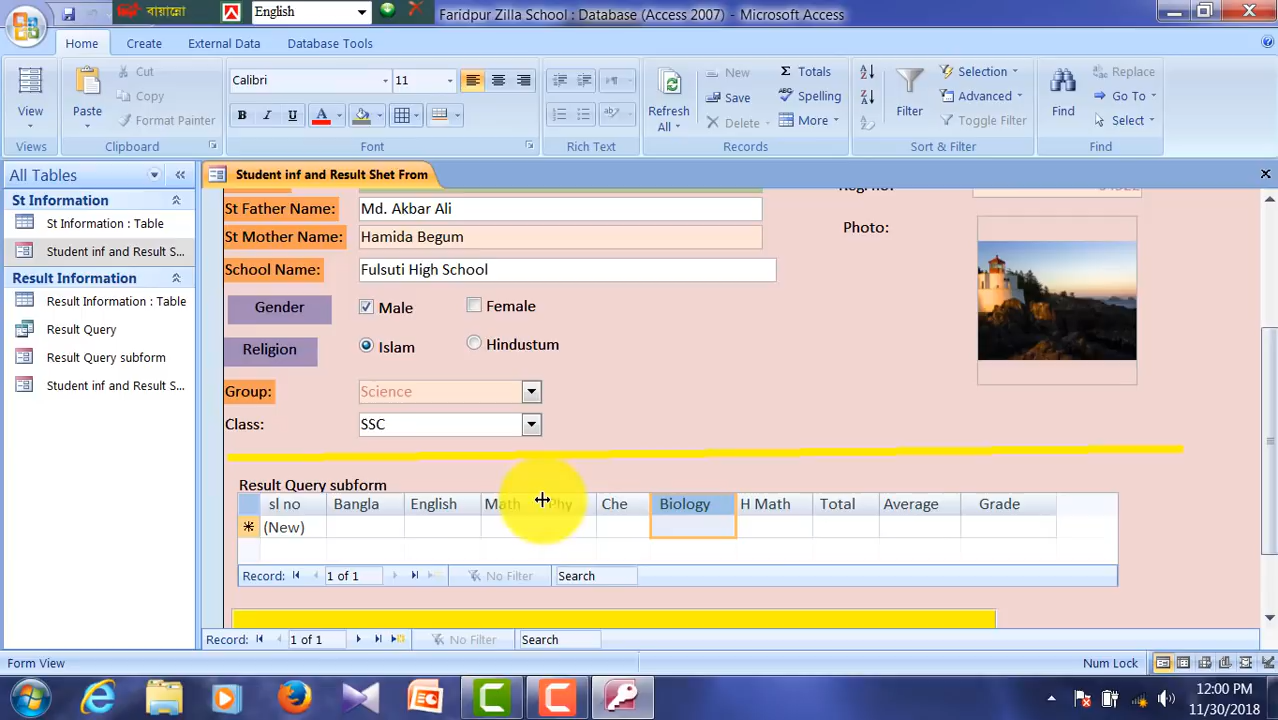 বায়ান্নো
English
Faridpur Zilla School : Database (Access 2007) - Microsoft Access
Home
Create
External Data
Database Tools
View
Views
Paste
Cut
Copy
Format Painter
Clipboard
Calibri
11
B I U A
Font
Rich Text
Refresh
All
New
Save
Delete
Totals
Spelling
More
Records
Filter
Selection
Advanced
Toggle Filter
Sort & Filter
Find
Replace
Go To
Select
Find
All Tables
St Information
St Information : Table
Student inf and Result S...
Result Information
Result Information : Table
Result Query
Result Query subform
Student inf and Result S...
Student inf and Result Shet From
St Father Name: Md. Akbar Ali
St Mother Name: Hamida Begum
School Name: Fulsuti High School
Photo:
Gender Male Female
Religion Islam Hindustum
Group: Science
Class: SSC
Result Query subform
sl no Bangla English Math Phy Che Biology H Math Total Average Grade
(New)
Record: 1 of 1 No Filter Search
Record: 1 of 1 No Filter Search
Form View
Num Lock
12:00 PM
11/30/2018